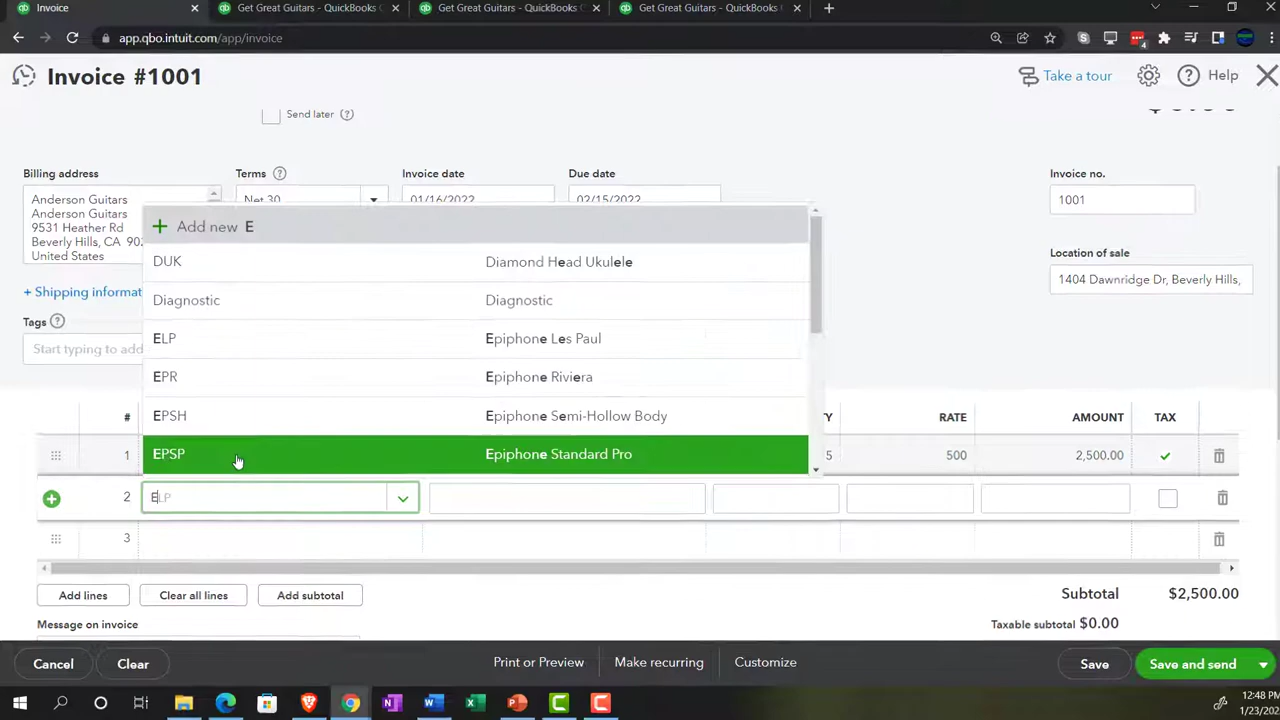 Invoice
Get Great Guitars - QuickBooks C
Get Great Guitars - QuickBooks C
Get Great Guitars - QuickBooks C
app.qbo.intuit.com/app/invoice
Invoice #1001
Take a tour
Help
Send later
Billing address
Terms
Invoice date
Due date
Invoice no.
Anderson Guitars
Anderson Guitars
9531 Heather Rd
Beverly Hills, CA 902
United States
Net 30
01/16/2022
02/15/2022
1001
+ Add new E
DUK Diamond Head Ukulele
Diagnostic Diagnostic
ELP Epiphone Les Paul
EPR Epiphone Riviera
EPSH Epiphone Semi-Hollow Body
EPSP Epiphone Standard Pro
Location of sale
1404 Dawnridge Dr, Beverly Hills,
+ Shipping informat
Tags
Start typing to add
# TY RATE AMOUNT TAX
1 5 500 2,500.00
2 ELP
3
Add lines
Clear all lines
Add subtotal
Subtotal $2,500.00
Message on invoice
Taxable subtotal $0.00
Cancel
Clear
Print or Preview
Make recurring
Customize
Save
Save and send
12:48 PM
1/23/202